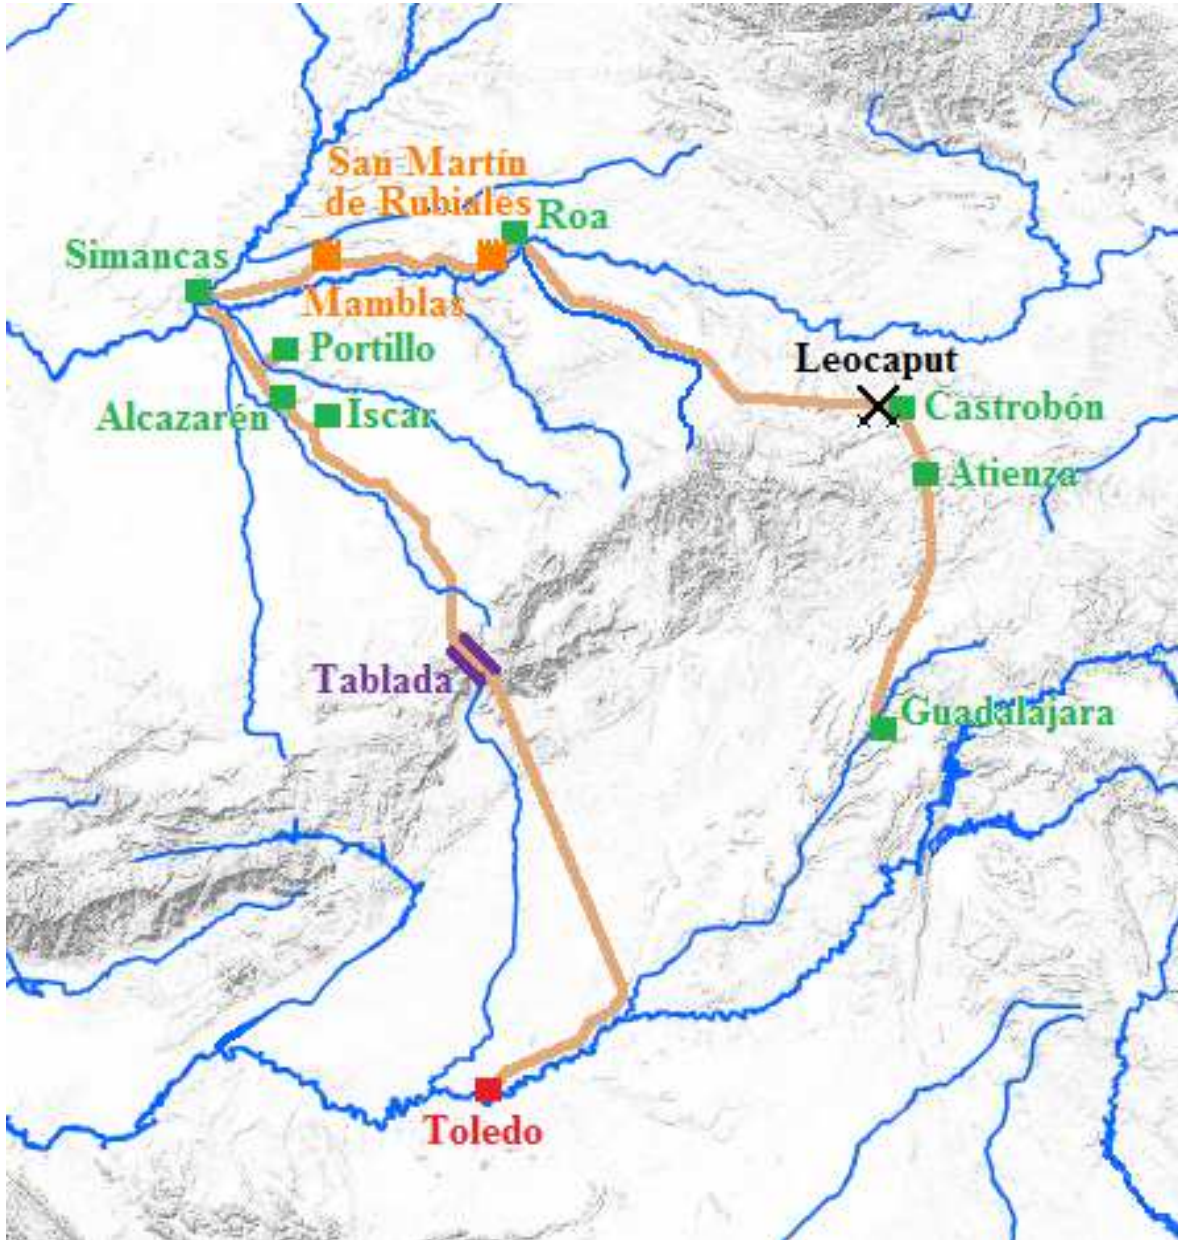 San Martín
de Rubiales
Roa
Simancas
Mamblas
Portillo
Leocaput
Alcazarén
Iscar
Castrobón
Atienza
Tablada
Guadalajara
Toledo